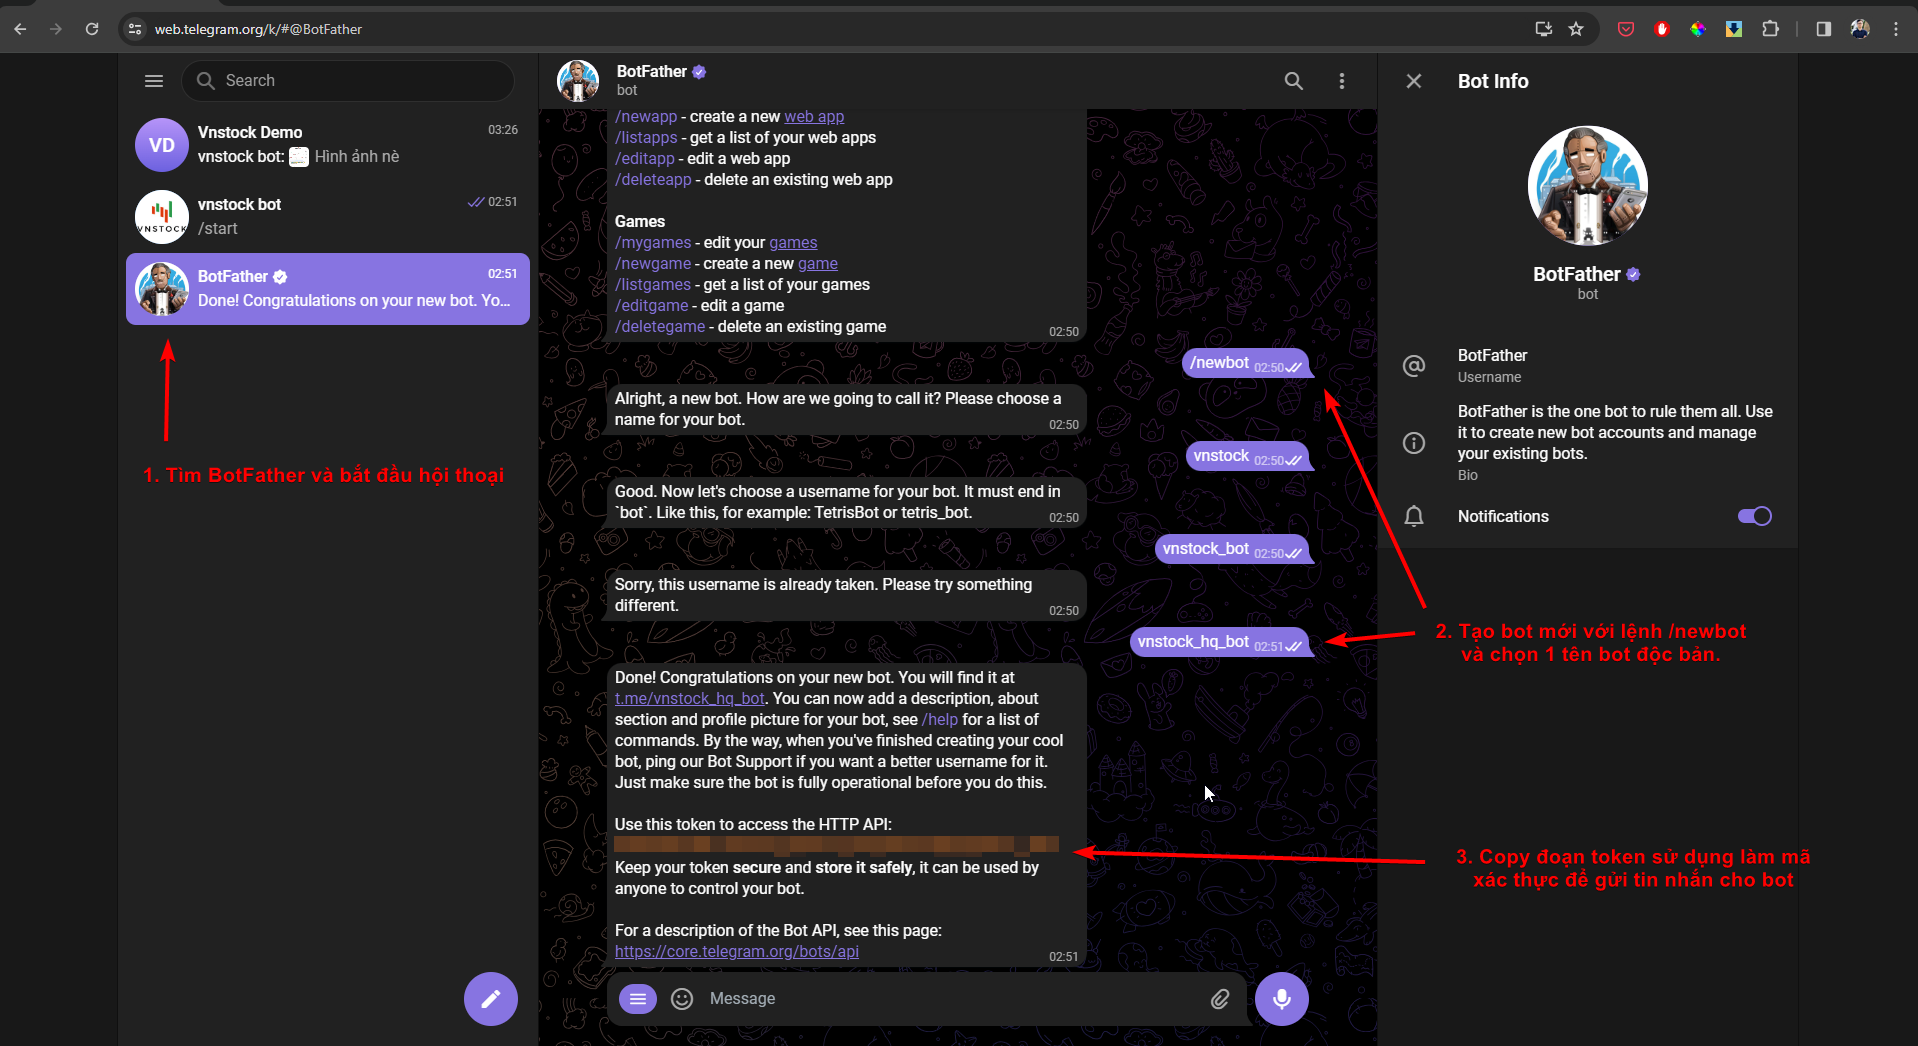 web.telegram.org/k/#@BotFather
Search
VD
Vnstock Demo
03:26
vnstock bot: Hình ảnh nè
VNSTOCK
vnstock bot
02:51
/start
BotFather
02:51
Done! Congratulations on your new bot. Yo...
1. Tìm BotFather và bắt đầu hội thoại
BotFather
bot
/newapp - create a new web app
/listapps - get a list of your web apps
/editapp - edit a web app
/deleteapp - delete an existing web app
Games
/mygames - edit your games
/newgame - create a new game
/listgames - get a list of your games
/editgame - edit a game
/deletegame - delete an existing game
02:50
/newbot 02:50
Alright, a new bot. How are we going to call it? Please choose a
name for your bot.
02:50
vnstock 02:50
Good. Now let's choose a username for your bot. It must end in
`bot`. Like this, for example: TetrisBot or tetris_bot.
02:50
vnstock_bot 02:50
Sorry, this username is already taken. Please try something
different.
02:50
vnstock_hq_bot 02:51
Done! Congratulations on your new bot. You will find it at
t.me/vnstock_hq_bot. You can now add a description, about
section and profile picture for your bot, see /help for a list of
commands. By the way, when you've finished creating your cool
bot, ping our Bot Support if you want a better username for it.
Just make sure the bot is fully operational before you do this.
Use this token to access the HTTP API:
Keep your token secure and store it safely, it can be used by
anyone to control your bot.
For a description of the Bot API, see this page:
https://core.telegram.org/bots/api
02:51
Message
Bot Info
BotFather
bot
BotFather
Username
BotFather is the one bot to rule them all. Use
it to create new bot accounts and manage
your existing bots.
Bio
Notifications
2. Tạo bot mới với lệnh /newbot
và chọn 1 tên bot độc bản.
3. Copy đoạn token sử dụng làm mã
xác thực để gửi tin nhắn cho bot